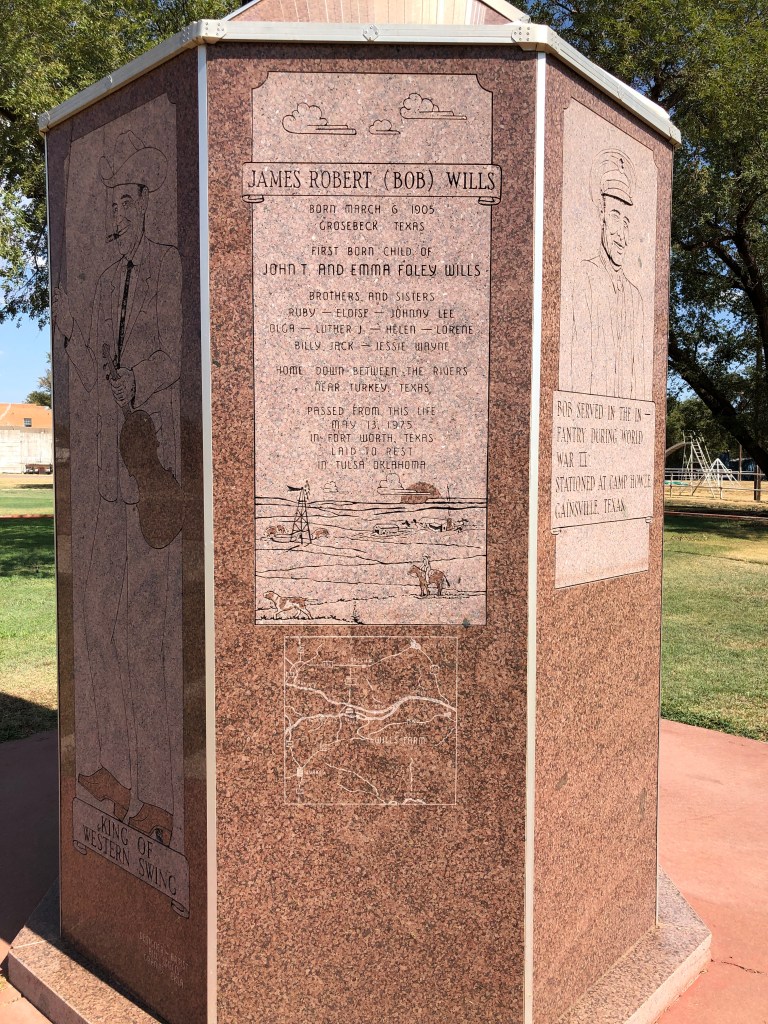 JAMES ROBERT (BOB) WILLS
BORN MARCH 6 1905
GROSEBECK TEXAS
FIRST BORN CHILD OF
JOHN T. AND EMMA FOLEY WILLS
BROTHERS AND SISTERS
RUBY — ELOISE — JOHNNY LEE
OLGA — LUTHER J. — HELEN — LORENE
BILLY JACK — JESSIE WAYNE
HOME DOWN BETWEEN THE RIVERS
NEAR TURKEY, TEXAS
PASSED FROM THIS LIFE
MAY 13, 1975
IN FORT WORTH, TEXAS
LAID TO REST
IN TULSA OKLAHOMA
WILLS FARM
KING OF
WESTERN SWING
BOB SERVED IN THE IN —
FANTRY DURING WORLD
WAR II
STATIONED AT CAMP HOWZE
GAINSVILLE, TEXAS